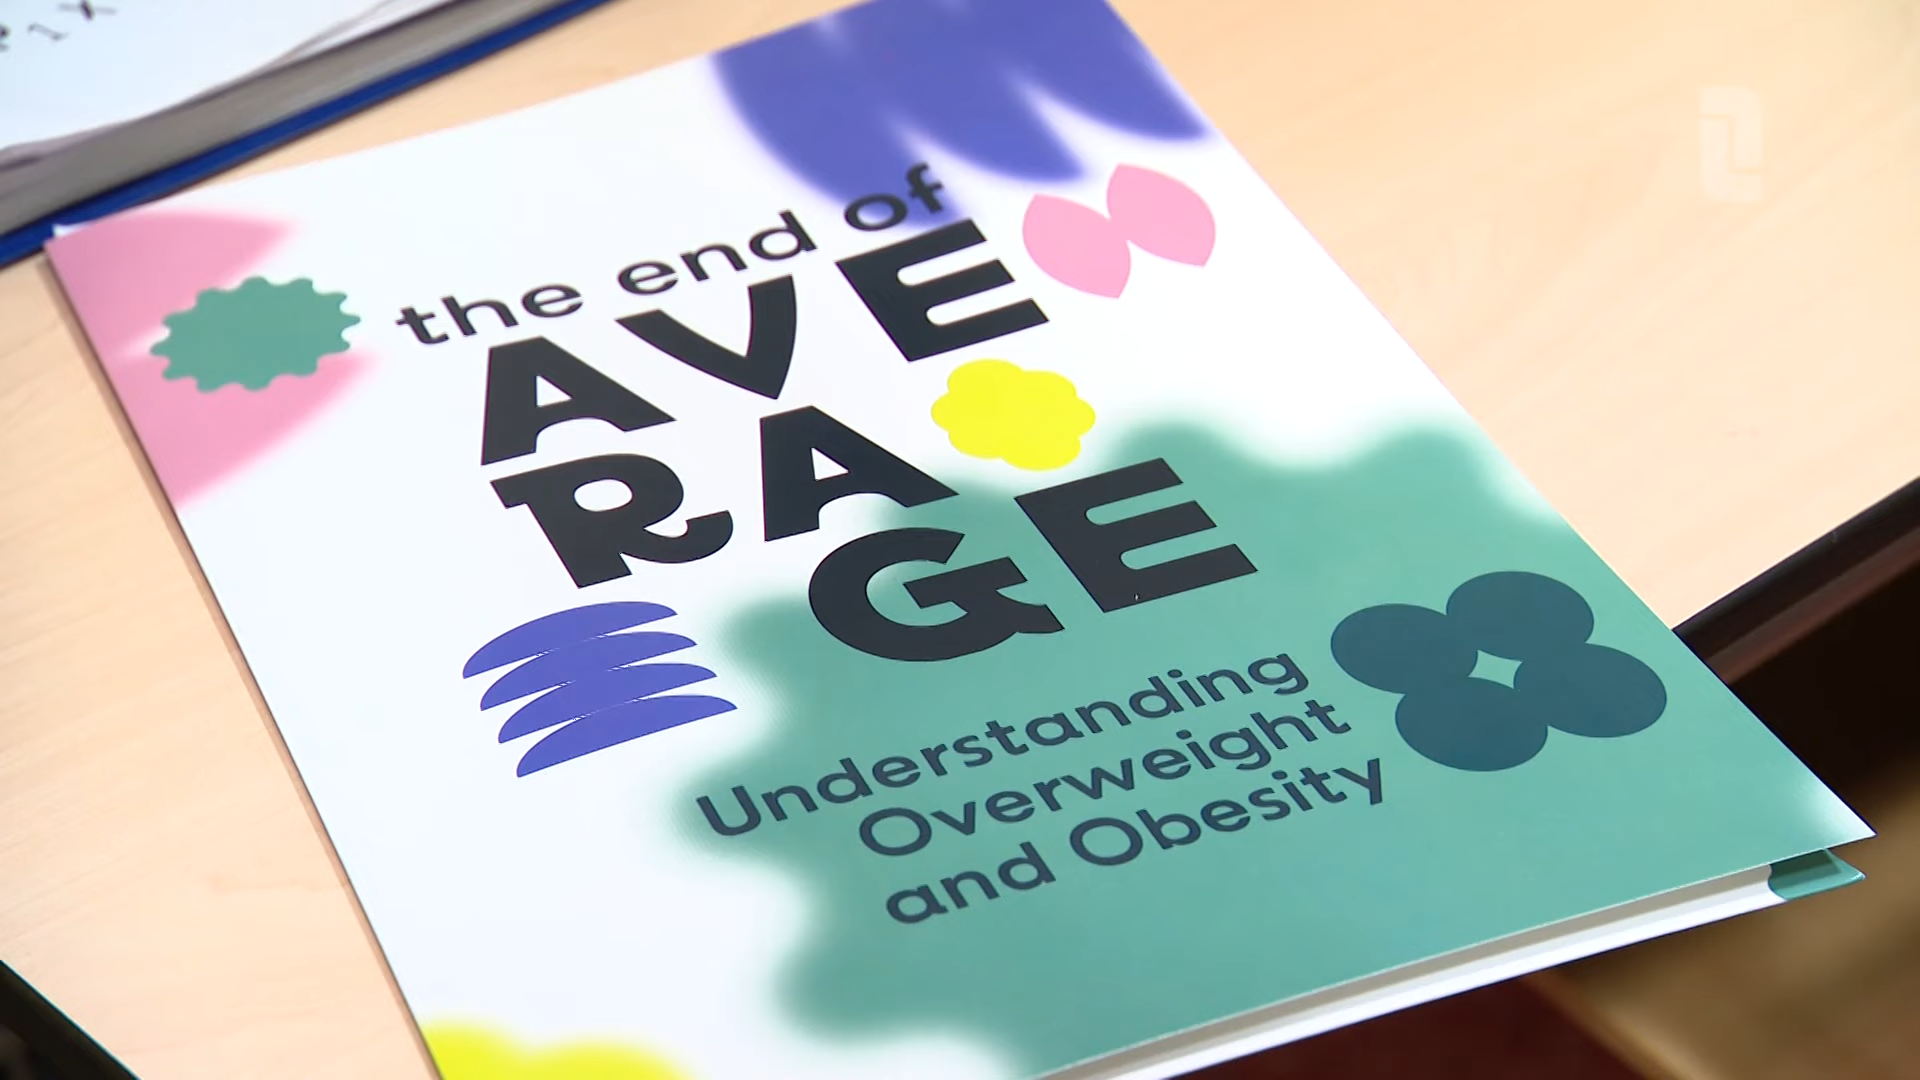 the end of
AVE
RA
GE
Understanding
Overweight
and Obesity